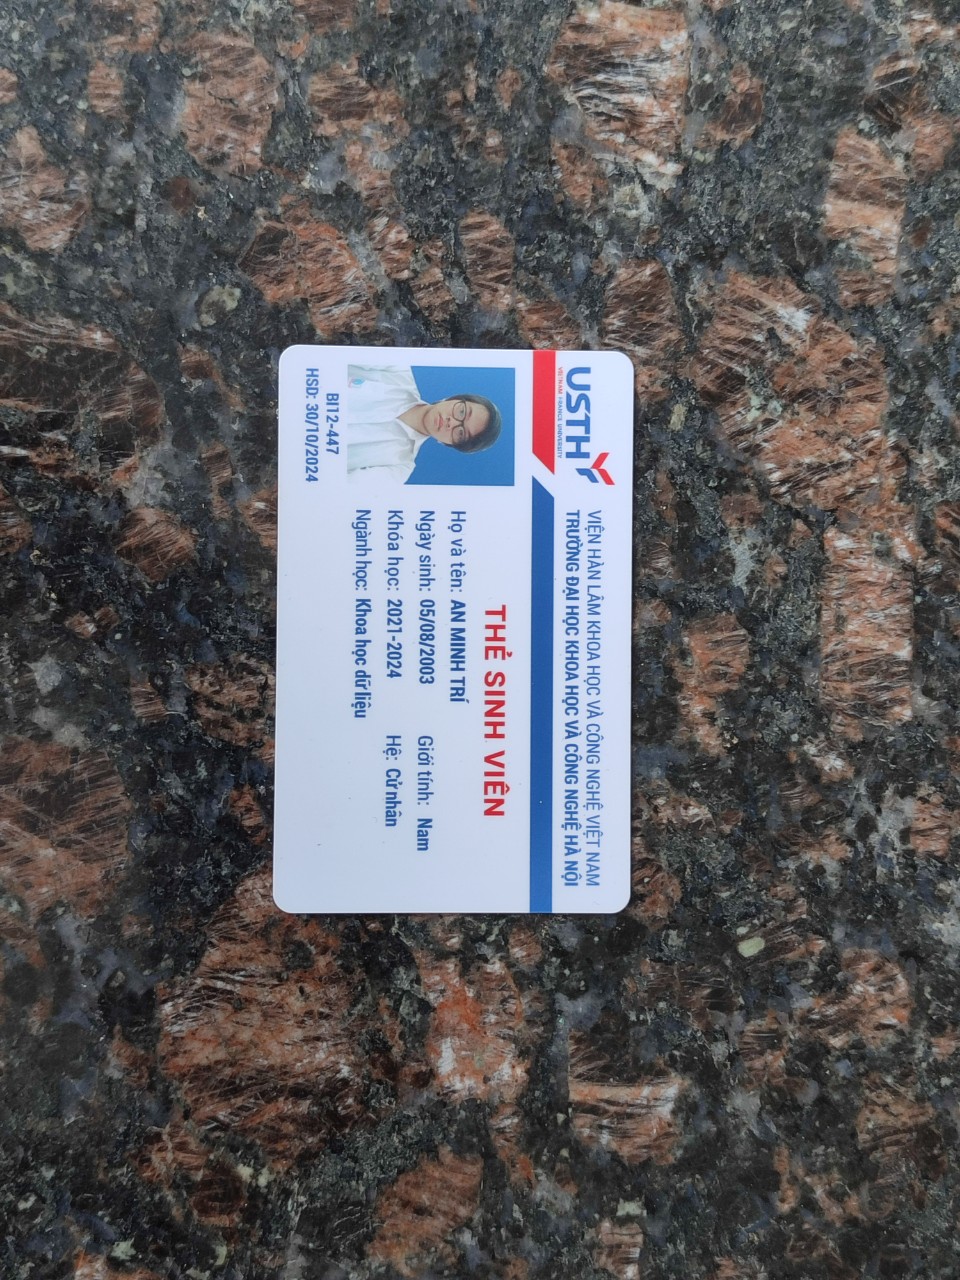 USTH
VIETNAM FRANCE UNIVERSITY
VIỆN HÀN LÂM KHOA HỌC VÀ CÔNG NGHỆ VIỆT NAM
TRƯỜNG ĐẠI HỌC KHOA HỌC VÀ CÔNG NGHỆ HÀ NỘI
THẺ SINH VIÊN
Họ và tên: AN MINH TRÍ
Ngày sinh: 05/08/2003 Giới tính: Nam
Khóa học: 2021-2024 Hệ: Cử nhân
Ngành học: Khoa học dữ liệu
BI12-447
HSD: 30/10/2024